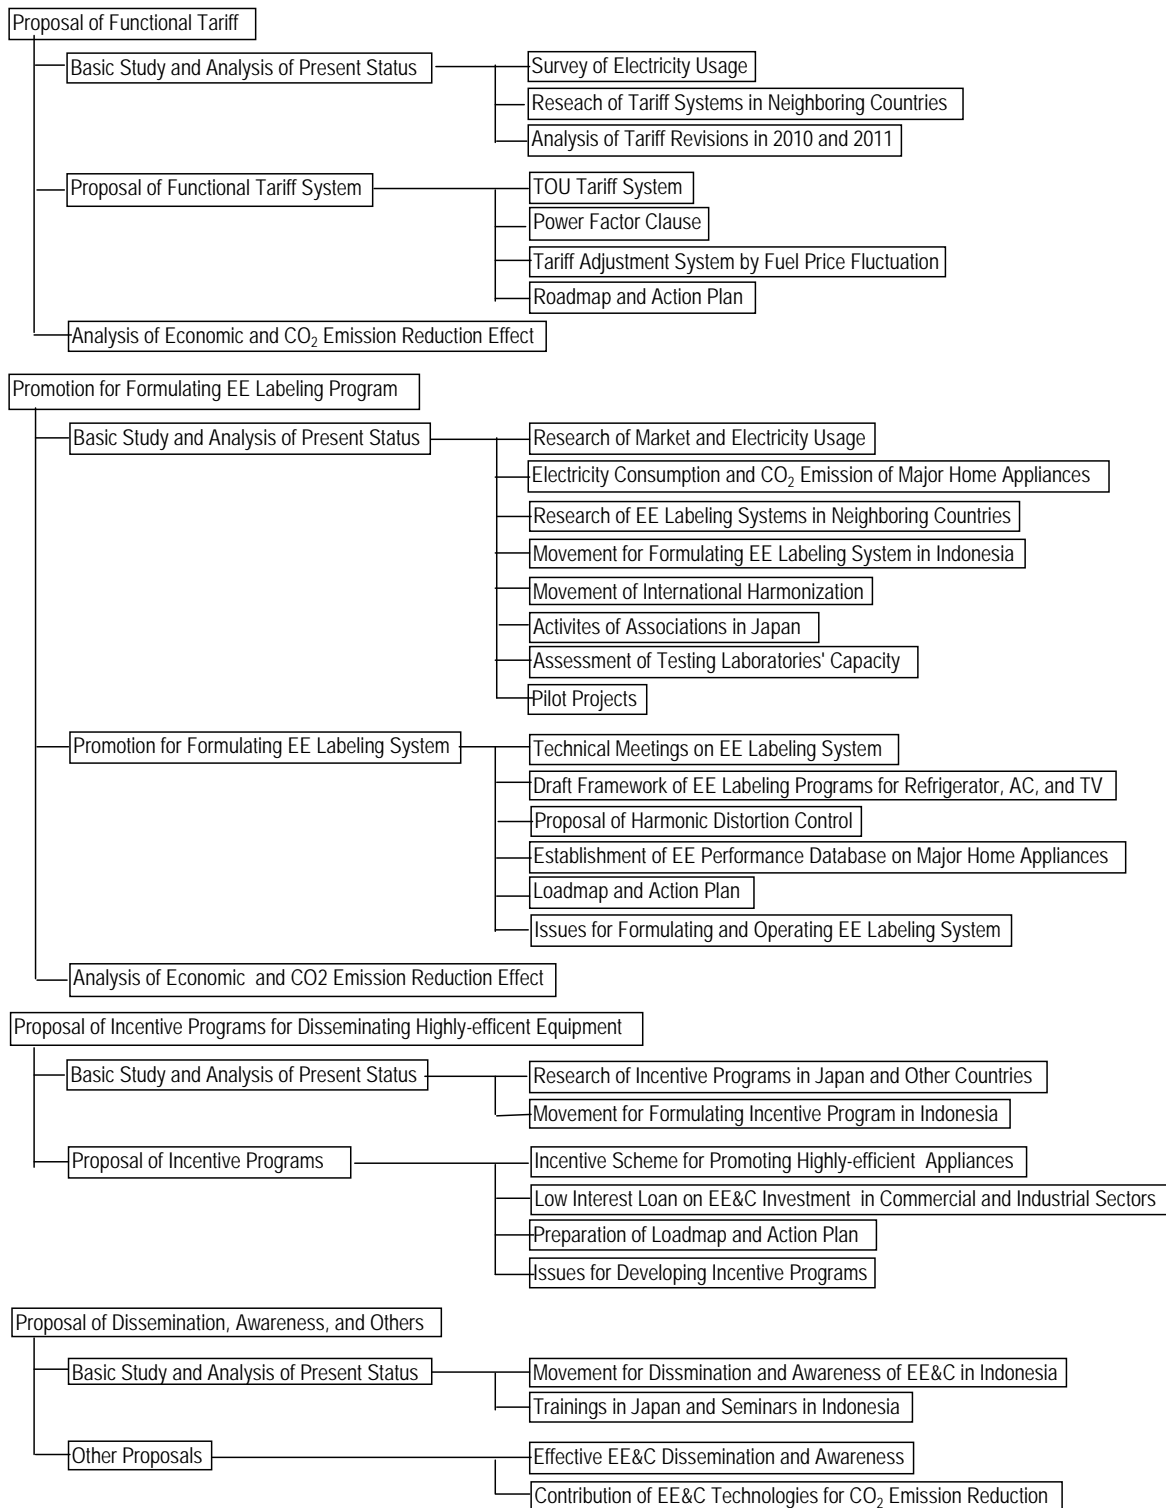 Proposal of Functional Tariff
Basic Study and Analysis of Present Status
Survey of Electricity Usage
Reseach of Tariff Systems in Neighboring Countries
Analysis of Tariff Revisions in 2010 and 2011
Proposal of Functional Tariff System
TOU Tariff System
Power Factor Clause
Tariff Adjustment System by Fuel Price Fluctuation
Roadmap and Action Plan
Analysis of Economic and CO₂ Emission Reduction Effect
Promotion for Formulating EE Labeling Program
Basic Study and Analysis of Present Status
Research of Market and Electricity Usage
Electricity Consumption and CO₂ Emission of Major Home Appliances
Research of EE Labeling Systems in Neighboring Countries
Movement for Formulating EE Labeling System in Indonesia
Movement of International Harmonization
Activites of Associations in Japan
Assessment of Testing Laboratories' Capacity
Pilot Projects
Promotion for Formulating EE Labeling System
Technical Meetings on EE Labeling System
Draft Framework of EE Labeling Programs for Refrigerator, AC, and TV
Proposal of Harmonic Distortion Control
Establishment of EE Performance Database on Major Home Appliances
Loadmap and Action Plan
Issues for Formulating and Operating EE Labeling System
Analysis of Economic and CO2 Emission Reduction Effect
Proposal of Incentive Programs for Disseminating Highly-efficent Equipment
Basic Study and Analysis of Present Status
Research of Incentive Programs in Japan and Other Countries
Movement for Formulating Incentive Program in Indonesia
Proposal of Incentive Programs
Incentive Scheme for Promoting Highly-efficient Appliances
Low Interest Loan on EE&C Investment in Commercial and Industrial Sectors
Preparation of Loadmap and Action Plan
Issues for Developing Incentive Programs
Proposal of Dissemination, Awareness, and Others
Basic Study and Analysis of Present Status
Movement for Dissmination and Awareness of EE&C in Indonesia
Trainings in Japan and Seminars in Indonesia
Other Proposals
Effective EE&C Dissemination and Awareness
Contribution of EE&C Technologies for CO₂ Emission Reduction